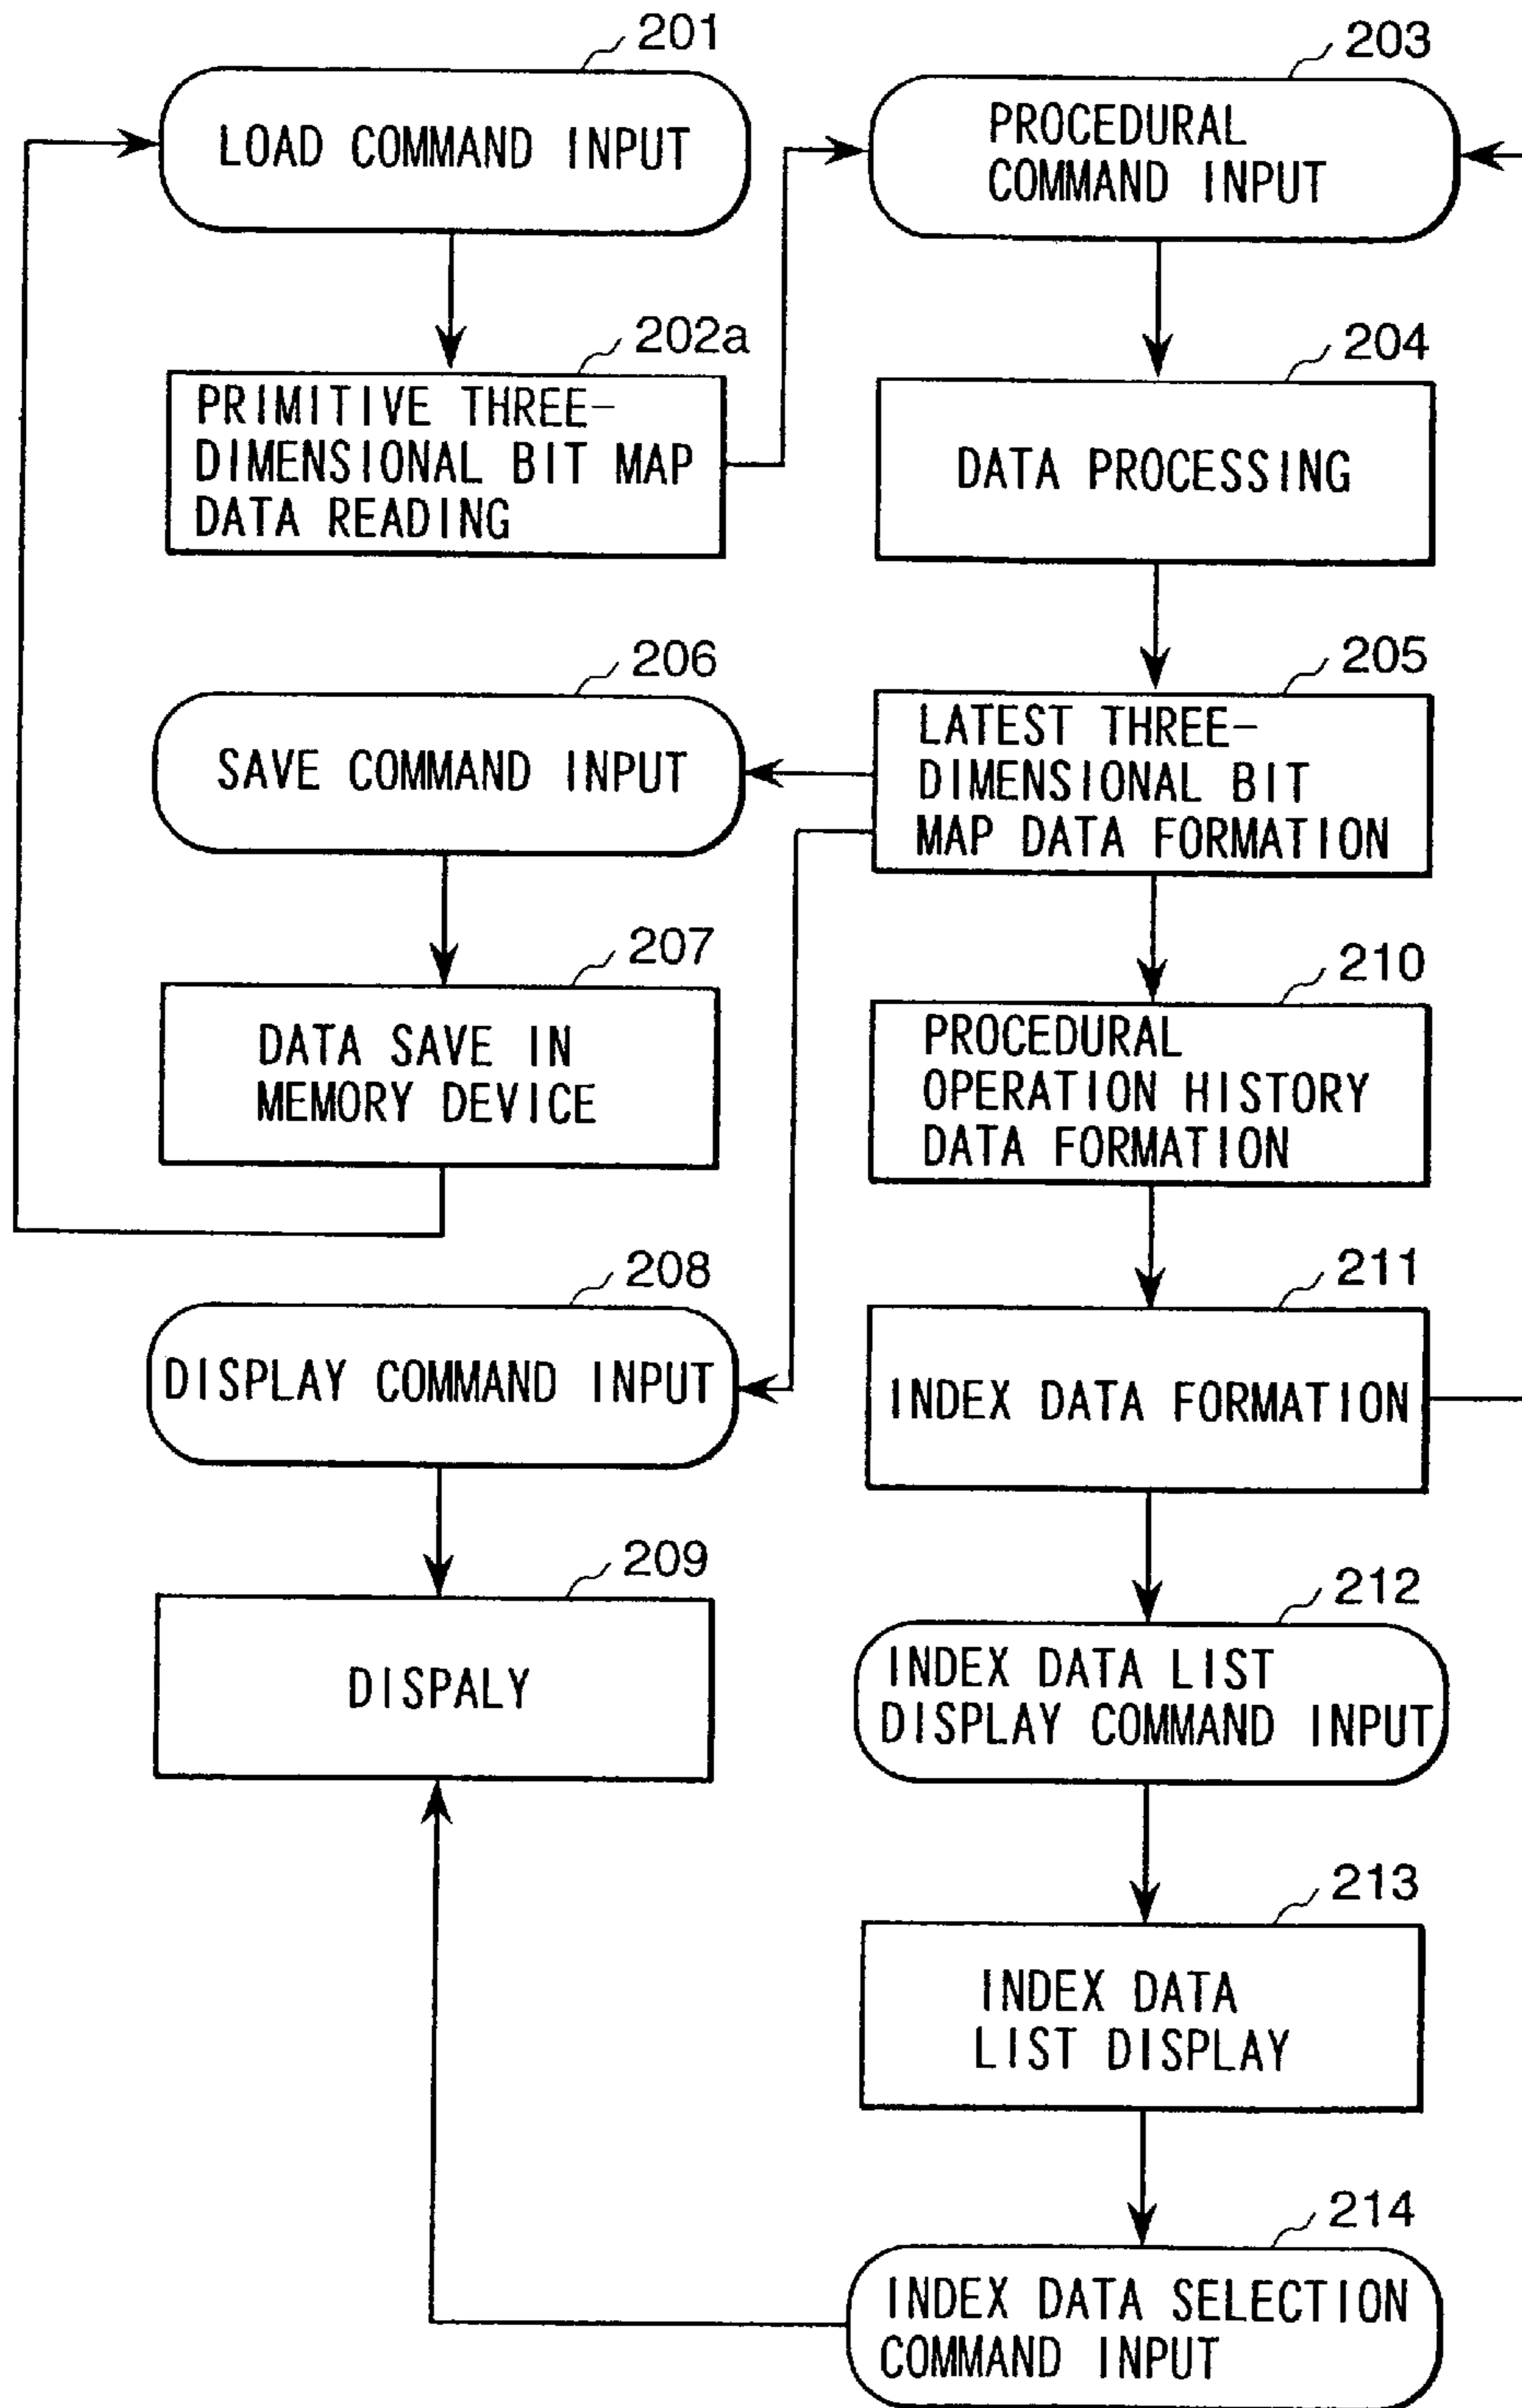 201
LOAD COMMAND INPUT
202a
PRIMITIVE THREE-
DIMENSIONAL BIT MAP
DATA READING
203
PROCEDURAL
COMMAND INPUT
204
DATA PROCESSING
205
LATEST THREE-
DIMENSIONAL BIT
MAP DATA FORMATION
206
SAVE COMMAND INPUT
207
DATA SAVE IN
MEMORY DEVICE
208
DISPLAY COMMAND INPUT
209
DISPALY
210
PROCEDURAL
OPERATION HISTORY
DATA FORMATION
211
INDEX DATA FORMATION
212
INDEX DATA LIST
DISPLAY COMMAND INPUT
213
INDEX DATA
LIST DISPLAY
214
INDEX DATA SELECTION
COMMAND INPUT